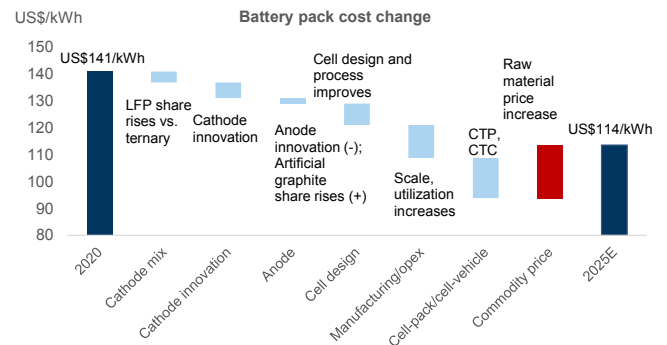 US$/kWh
Battery pack cost change
150
140
130
120
110
100
90
80
US$141/kWh
LFP share
rises vs.
ternary
Cathode
innovation
Anode
innovation (-);
Artificial
graphite
share rises (+)
Cell design and
process
improves
Scale,
utilization
increases
CTP,
CTC
Raw
material
price
increase
US$114/kWh
2020
Cathode mix
Cathode innovation
Anode
Cell design
Manufacturing/opex
Cell-pack/cell-vehicle
Commodity price
2025E